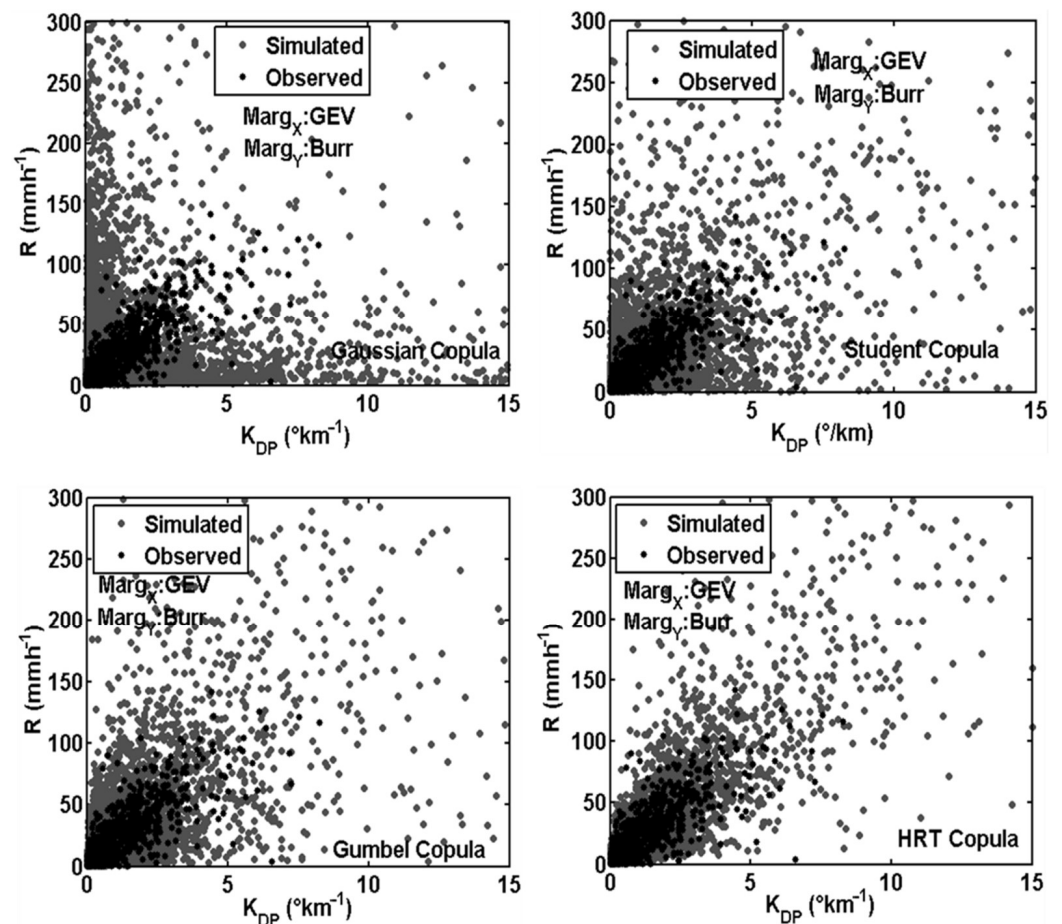 300
250
200
150
100
50
0
R (mmh⁻¹)
Simulated
Observed
Marg_X:GEV
Marg_Y:Burr
Gaussian Copula
0 5 10 15
K_DP (°km⁻¹)
300
250
200
150
100
50
0
R (mmh⁻¹)
Simulated
Observed
Marg_X:GEV
Marg_Y:Burr
Student Copula
0 5 10 15
K_DP (°/km)
300
250
200
150
100
50
0
R (mmh⁻¹)
Simulated
Observed
Marg_X:GEV
Marg_Y:Burr
Gumbel Copula
0 5 10 15
K_DP (°km⁻¹)
300
250
200
150
100
50
0
R (mmh⁻¹)
Simulated
Observed
Marg_X:GEV
Marg_Y:Burr
HRT Copula
0 5 10 15
K_DP (°km⁻¹)